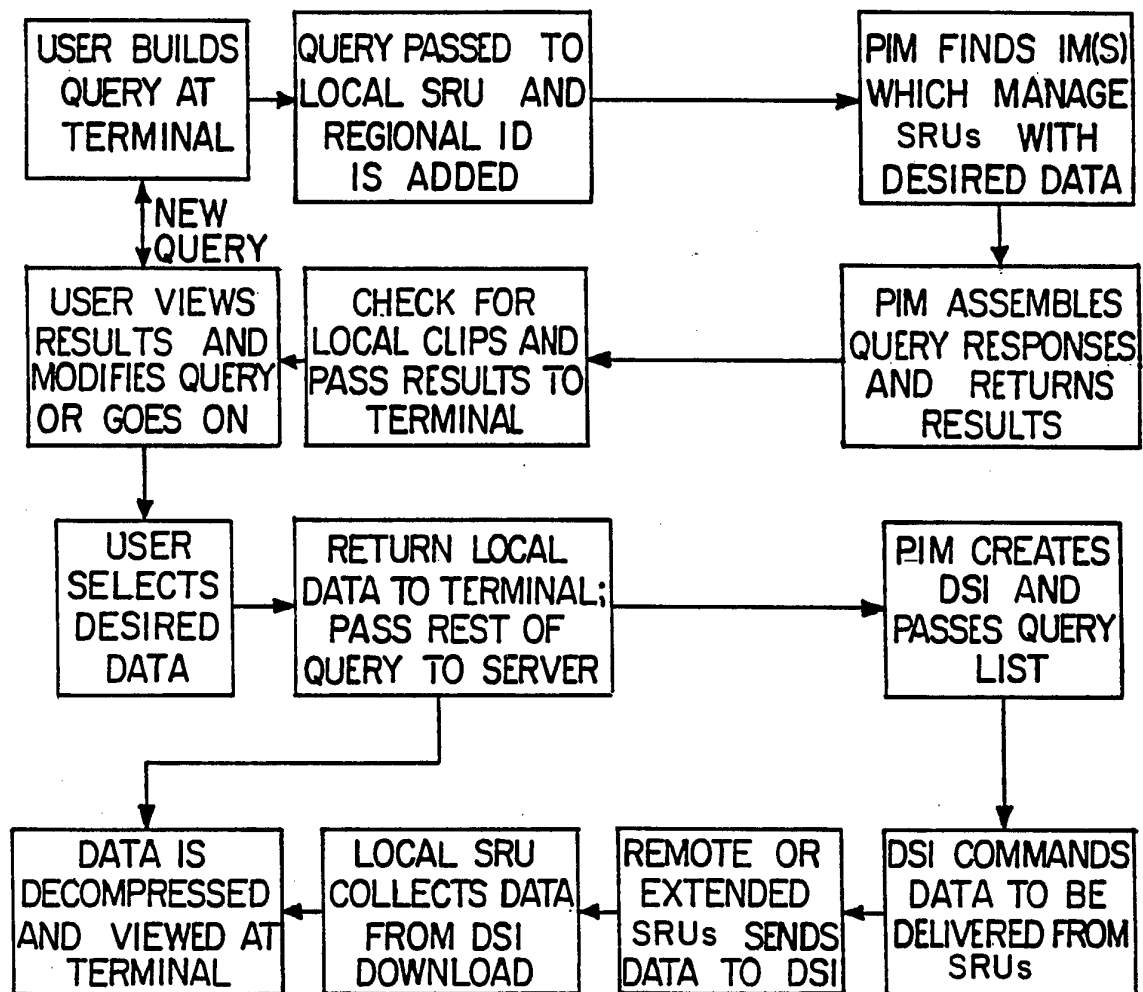 USER BUILDS
QUERY AT
TERMINAL
QUERY PASSED TO
LOCAL SRU AND
REGIONAL ID
IS ADDED
PIM FINDS IM(S)
WHICH MANAGE
SRUs WITH
DESIRED DATA
NEW
QUERY
USER VIEWS
RESULTS AND
MODIFIES QUERY
OR GOES ON
CHECK FOR
LOCAL CLIPS AND
PASS RESULTS TO
TERMINAL
PIM ASSEMBLES
QUERY RESPONSES
AND RETURNS
RESULTS
USER
SELECTS
DESIRED
DATA
RETURN LOCAL
DATA TO TERMINAL;
PASS REST OF
QUERY TO SERVER
PIM CREATES
DSI AND
PASSES QUERY
LIST
DATA IS
DECOMPRESSED
AND VIEWED AT
TERMINAL
LOCAL SRU
COLLECTS DATA
FROM DSI
DOWNLOAD
REMOTE OR
EXTENDED
SRUs SENDS
DATA TO DSI
DSI COMMANDS
DATA TO BE
DELIVERED FROM
SRUs